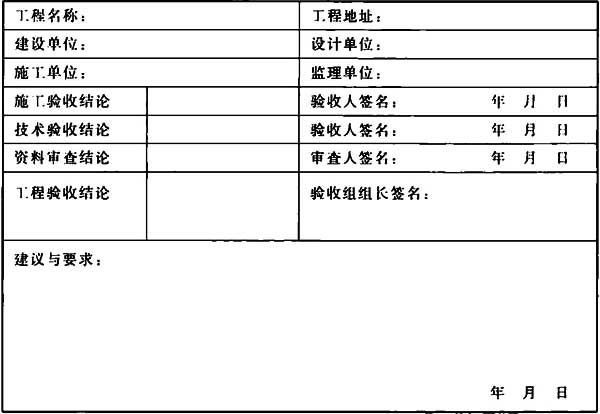 工程名称： 工程地址：
建设单位： 设计单位：
施工单位： 监理单位：
施工验收结论 验收人签名： 年 月 日
技术验收结论 验收人签名： 年 月 日
资料审查结论 审查人签名： 年 月 日
工程验收结论 验收组组长签名：
建议与要求：
年 月 日